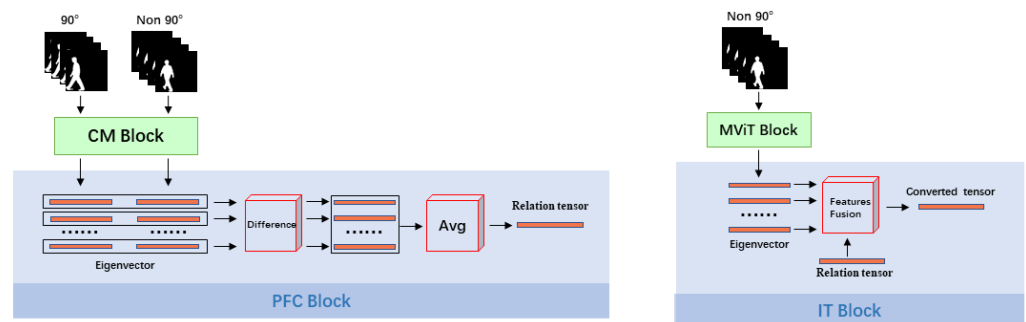 90°
Non 90°
CM Block
Difference
Avg
Relation tensor
......
......
Eigenvector
PFC Block
Non 90°
MViT Block
Features
Fusion
Converted tensor
......
Eigenvector
Relation tensor
IT Block